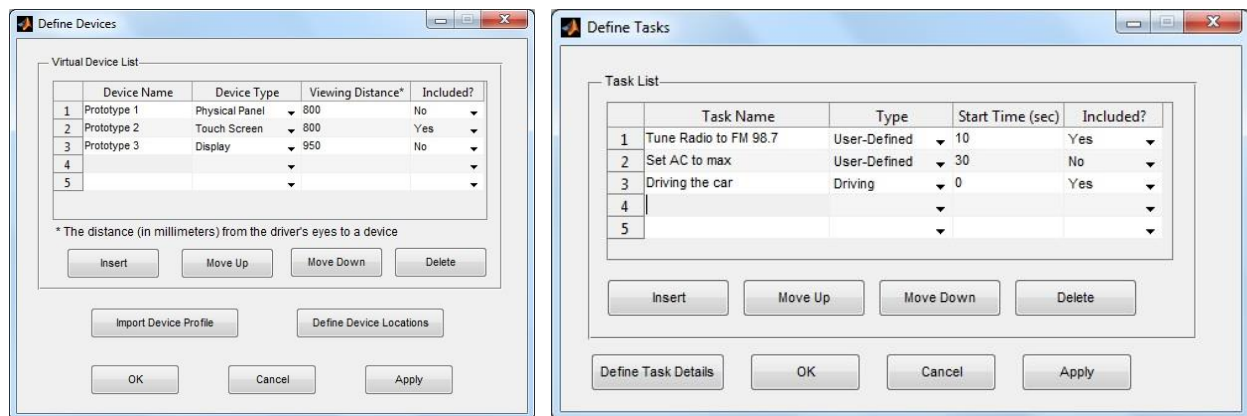 Define Devices
Virtual Device List
Device Name Device Type Viewing Distance* Included?
1 Prototype 1 Physical Panel 800 No
2 Prototype 2 Touch Screen 800 Yes
3 Prototype 3 Display 950 No
4
5
* The distance (in millimeters) from the driver's eyes to a device
Insert Move Up Move Down Delete
Import Device Profile Define Device Locations
OK Cancel Apply
Define Tasks
Task List
Task Name Type Start Time (sec) Included?
1 Tune Radio to FM 98.7 User-Defined 10 Yes
2 Set AC to max User-Defined 30 No
3 Driving the car Driving 0 Yes
4
5
Insert Move Up Move Down Delete
Define Task Details OK Cancel Apply